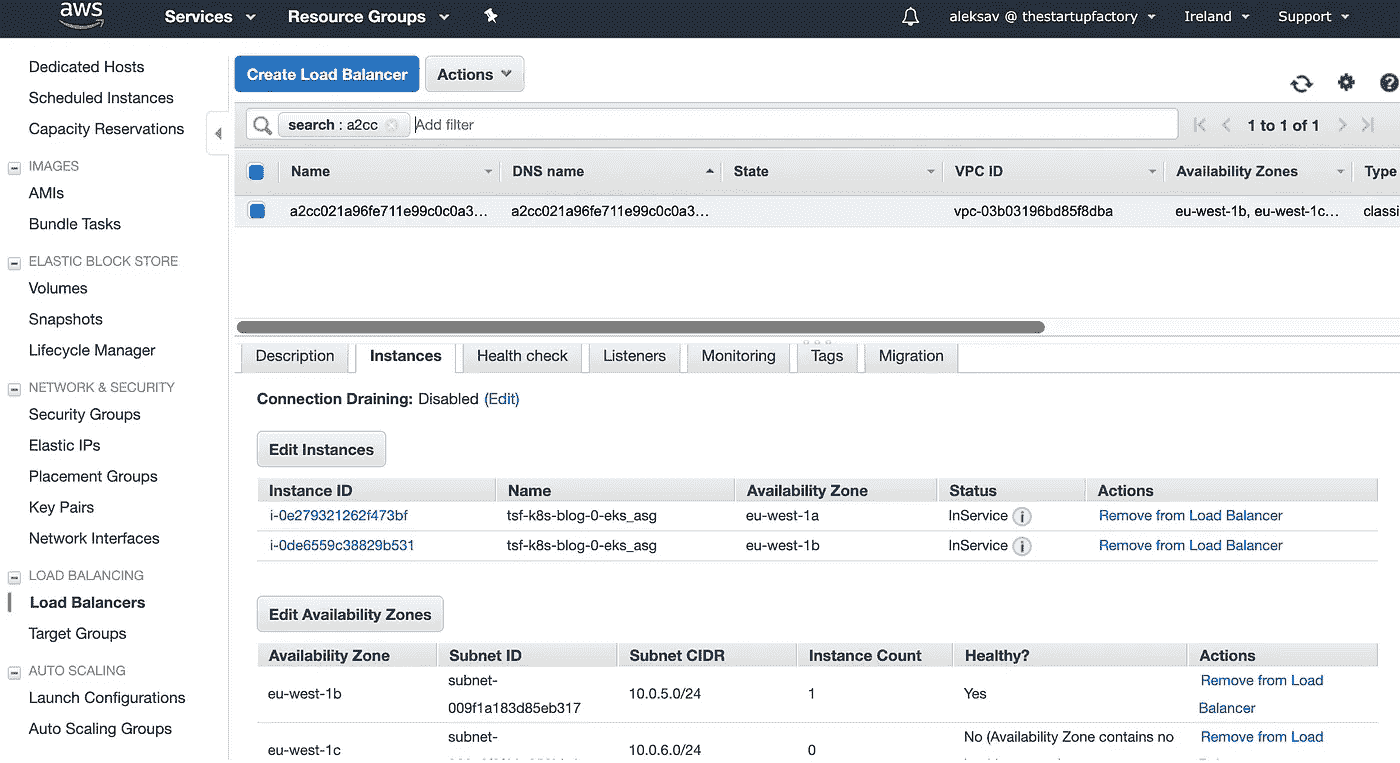 aws
Services
Resource Groups
aleksav @ thestartupfactory
Ireland
Support
Dedicated Hosts
Scheduled Instances
Capacity Reservations
IMAGES
AMIs
Bundle Tasks
ELASTIC BLOCK STORE
Volumes
Snapshots
Lifecycle Manager
NETWORK & SECURITY
Security Groups
Elastic IPs
Placement Groups
Key Pairs
Network Interfaces
LOAD BALANCING
Load Balancers
Target Groups
AUTO SCALING
Launch Configurations
Auto Scaling Groups
Create Load Balancer
Actions
search : a2cc
Add filter
1 to 1 of 1
Name DNS name State VPC ID Availability Zones Type
a2cc021a96fe711e99c0c0a3... a2cc021a96fe711e99c0c0a3... vpc-03b03196bd85f8dba eu-west-1b, eu-west-1c... classi
Description Instances Health check Listeners Monitoring Tags Migration
Connection Draining: Disabled (Edit)
Edit Instances
Instance ID Name Availability Zone Status Actions
i-0e279321262f473bf tsf-k8s-blog-0-eks_asg eu-west-1a InService Remove from Load Balancer
i-0de6559c38829b531 tsf-k8s-blog-0-eks_asg eu-west-1b InService Remove from Load Balancer
Edit Availability Zones
Availability Zone Subnet ID Subnet CIDR Instance Count Healthy? Actions
subnet- Remove from Load
eu-west-1b 10.0.5.0/24 1 Yes
009f1a183d85eb317 Balancer
subnet- No (Availability Zone contains no Remove from Load
eu-west-1c 10.0.6.0/24 0